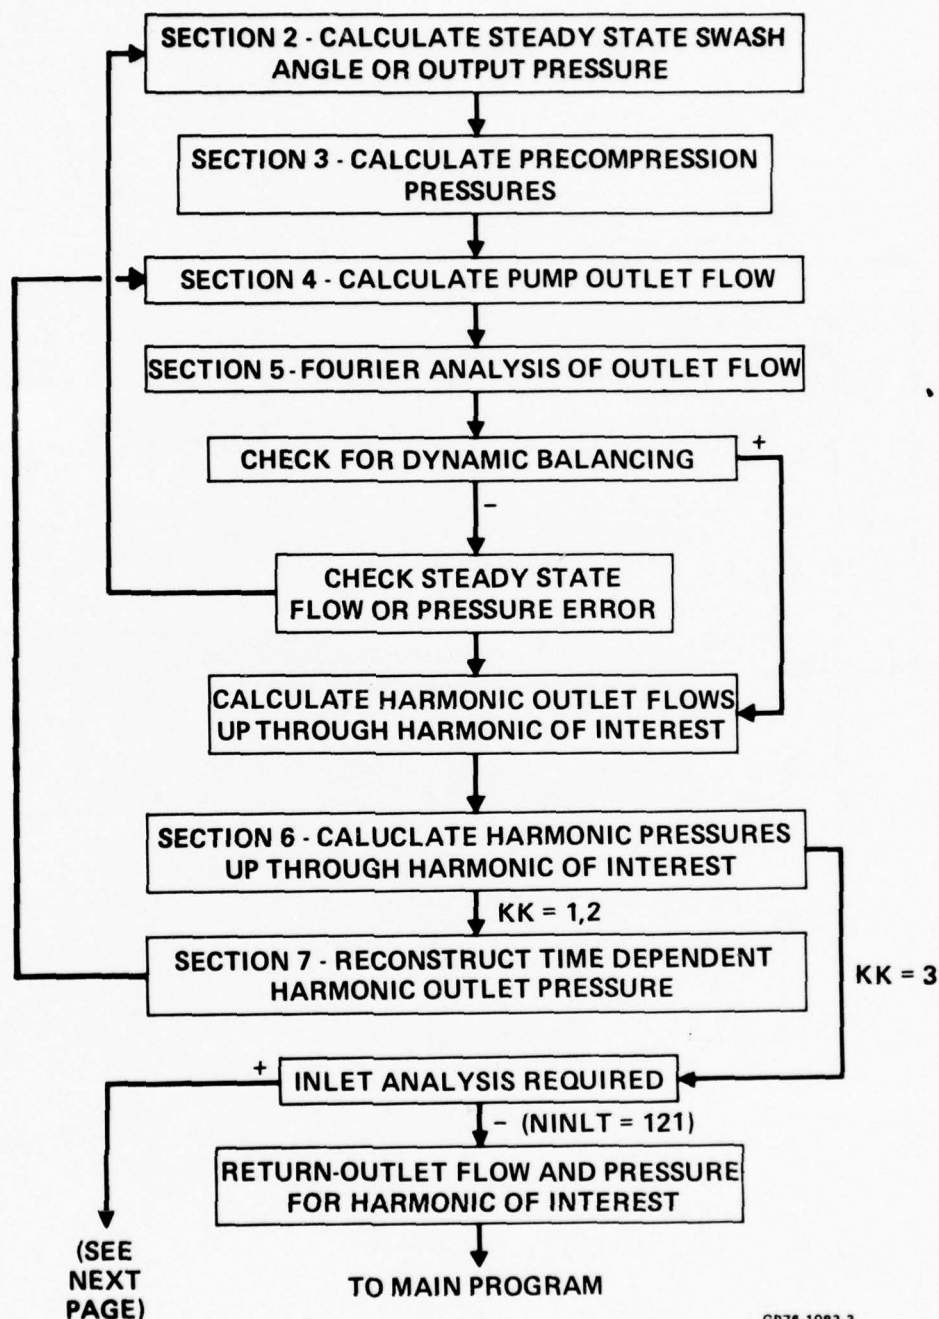 SECTION 2 - CALCULATE STEADY STATE SWASH
ANGLE OR OUTPUT PRESSURE
SECTION 3 - CALCULATE PRECOMPRESSION
PRESSURES
SECTION 4 - CALCULATE PUMP OUTLET FLOW
SECTION 5 - FOURIER ANALYSIS OF OUTLET FLOW
CHECK FOR DYNAMIC BALANCING
+
–
CHECK STEADY STATE
FLOW OR PRESSURE ERROR
CALCULATE HARMONIC OUTLET FLOWS
UP THROUGH HARMONIC OF INTEREST
SECTION 6 - CALUCLATE HARMONIC PRESSURES
UP THROUGH HARMONIC OF INTEREST
KK = 1,2
KK = 3
SECTION 7 - RECONSTRUCT TIME DEPENDENT
HARMONIC OUTLET PRESSURE
+
INLET ANALYSIS REQUIRED
– (NINLT = 121)
RETURN-OUTLET FLOW AND PRESSURE
FOR HARMONIC OF INTEREST
(SEE
NEXT
PAGE)
TO MAIN PROGRAM